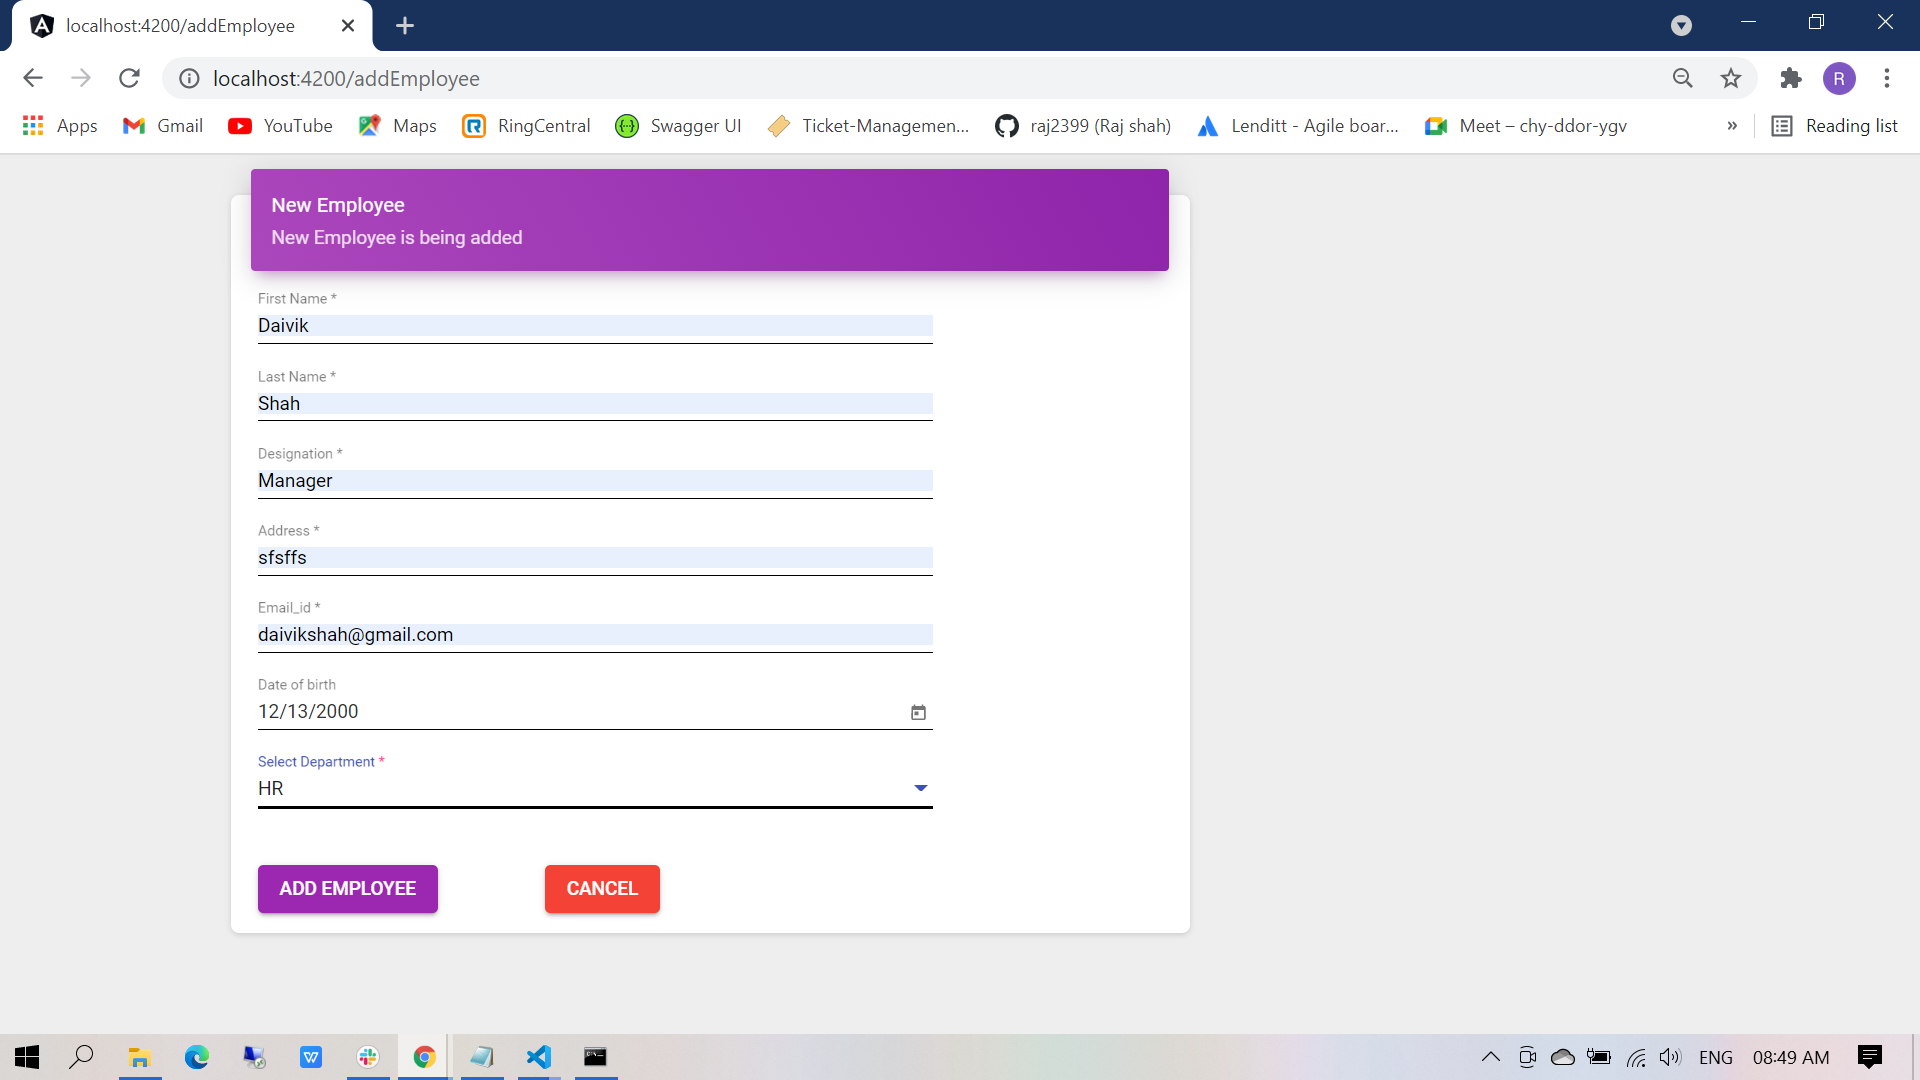 localhost:4200/addEmployee
localhost:4200/addEmployee
R
Apps
Gmail
YouTube
Maps
RingCentral
Swagger UI
Ticket-Managemen...
raj2399 (Raj shah)
Lenditt - Agile boar...
Meet – chy-ddor-ygv
»
Reading list
New Employee
New Employee is being added
First Name *
Daivik
Last Name *
Shah
Designation *
Manager
Address *
sfsffs
Email_id *
daivikshah@gmail.com
Date of birth
12/13/2000
Select Department *
HR
ADD EMPLOYEE
CANCEL
ENG
08:49 AM